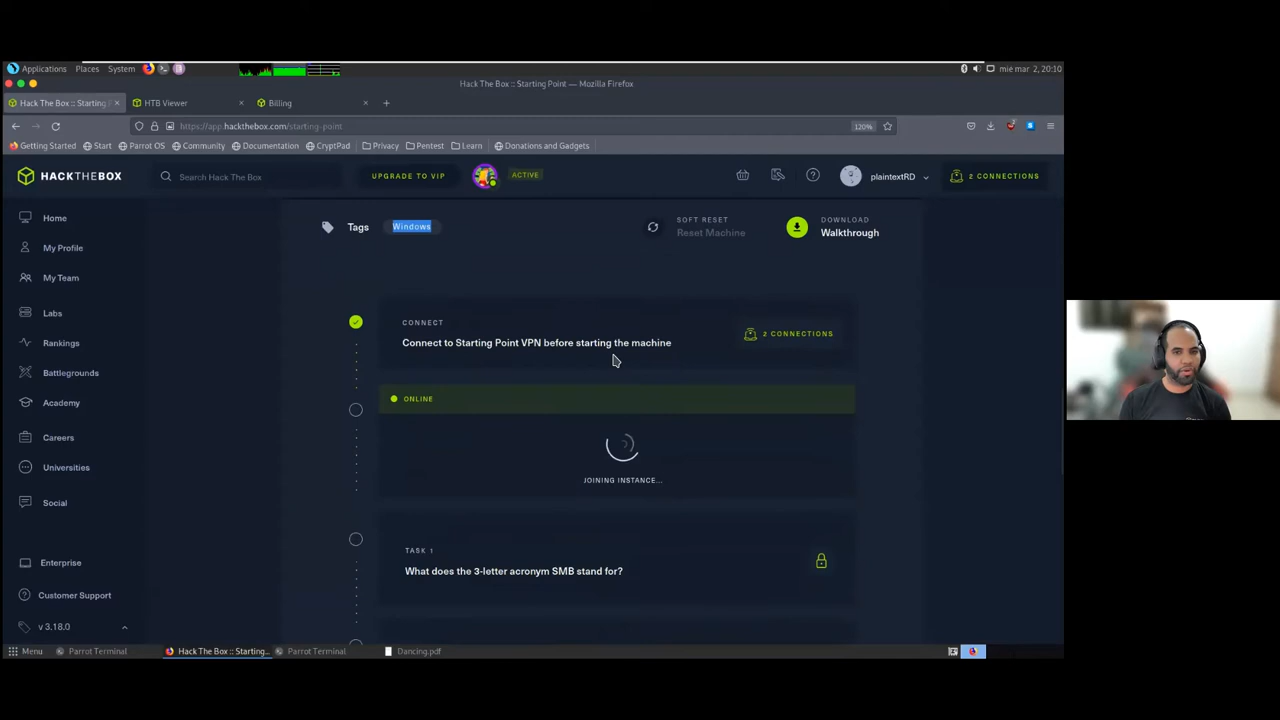 Applications Places System
mié mar 2, 20:10
Hack The Box :: Starting Point — Mozilla Firefox
Hack The Box :: Starting P
HTB Viewer
Billing
https://app.hackthebox.com/starting-point
120%
Getting Started
Start
Parrot OS
Community
Documentation
CryptPad
Privacy
Pentest
Learn
Donations and Gadgets
HACKTHEBOX
Search Hack The Box
UPGRADE TO VIP
ACTIVE
plaintextRD
2 CONNECTIONS
Home
My Profile
My Team
Labs
Rankings
Battlegrounds
Academy
Careers
Universities
Social
Enterprise
Customer Support
v 3.18.0
Tags
Windows
SOFT RESET
Reset Machine
DOWNLOAD
Walkthrough
CONNECT
Connect to Starting Point VPN before starting the machine
2 CONNECTIONS
ONLINE
JOINING INSTANCE...
TASK 1
What does the 3-letter acronym SMB stand for?
Menu
Parrot Terminal
Hack The Box :: Starting...
Parrot Terminal
Dancing.pdf